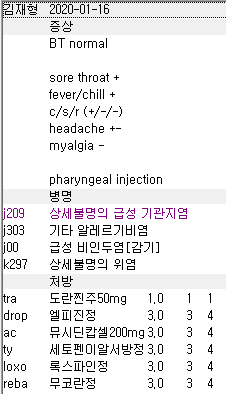 김재형 2020-01-16
증상
BT normal
sore throat +
fever/chill +
c/s/r (+/-/-)
headache +-
myalgia -
pharyngeal injection
병명
j209 상세불명의 급성 기관지염
j303 기타 알레르기비염
j00 급성 비인두염[감기]
k297 상세불명의 위염
처방
tra 도란찐주50mg 1,0 1 1
drop 엘피진정 3,0 3 4
ac 뮤시딘캅셀200mg 3,0 3 4
ty 세토펜이알서방정 3,0 3 4
loxo 록스파인정 3,0 3 4
reba 무코란정 3,0 3 4